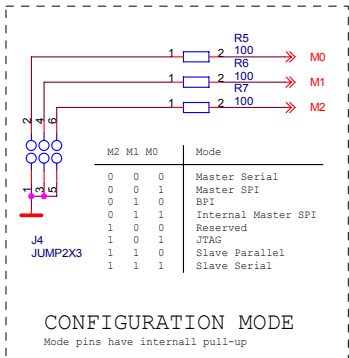 R5
1 2 100 M0
R6
1 2 100 M1
R7
1 2 100 M2
2 4 6
1 3 5
J4
JUMP2X3
M2 M1 M0 Mode
0 0 0 Master Serial
0 0 1 Master SPI
0 1 0 BPI
0 1 1 Internal Master SPI
1 0 0 Reserved
1 0 1 JTAG
1 1 0 Slave Parallel
1 1 1 Slave Serial
CONFIGURATION MODE
Mode pins have internall pull-up